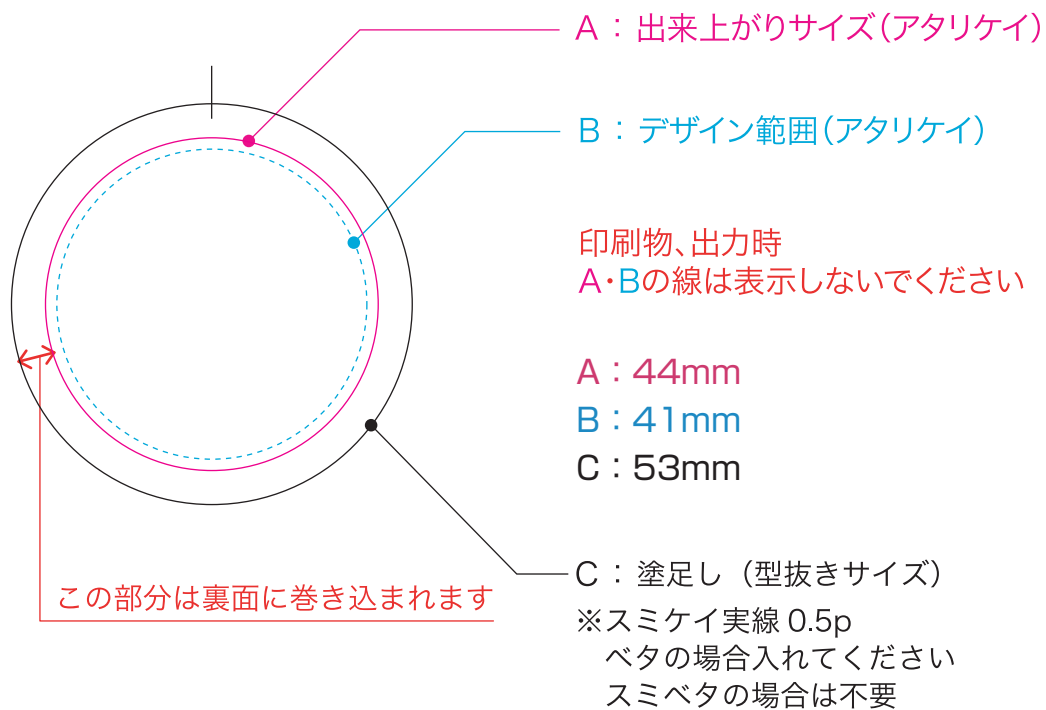 A：出来上がりサイズ（アタリケイ）
B：デザイン範囲（アタリケイ）
印刷物、出力時
A・Bの線は表示しないでください
A：44mm
B：41mm
C：53mm
C：塗足し（型抜きサイズ）
この部分は裏面に巻き込まれます
※スミケイ実線 0.5p
ベタの場合入れてください
スミベタの場合は不要